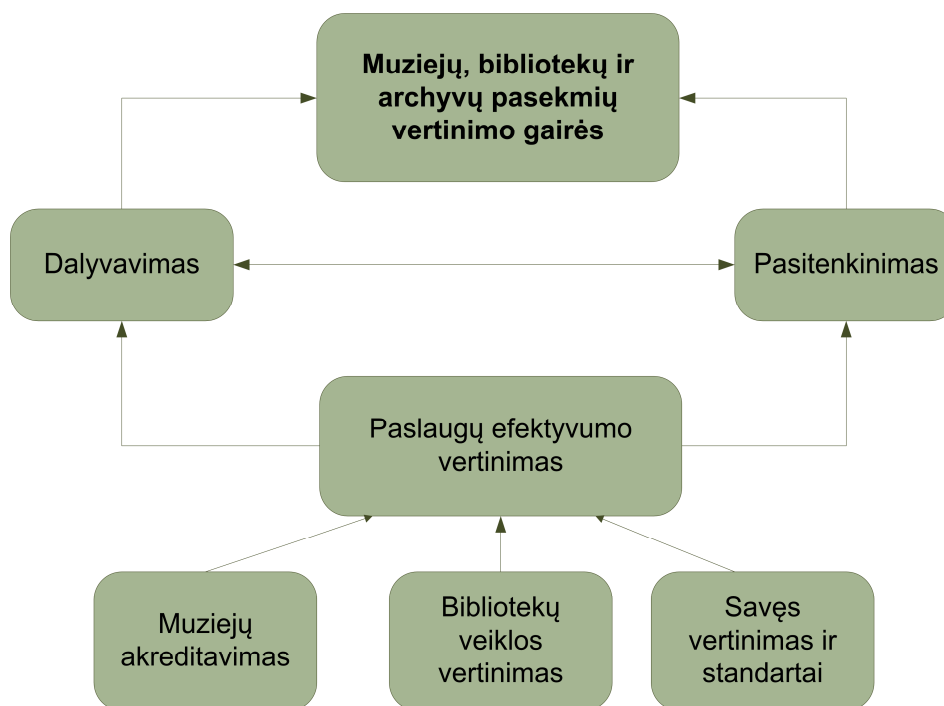 Muziejų, bibliotekų ir
archyvų pasekmių
vertinimo gairės
Dalyvavimas
Pasitenkinimas
Paslaugų efektyvumo
vertinimas
Muziejų
akreditavimas
Bibliotekų
veiklos
vertinimas
Savęs
vertinimas ir
standartai